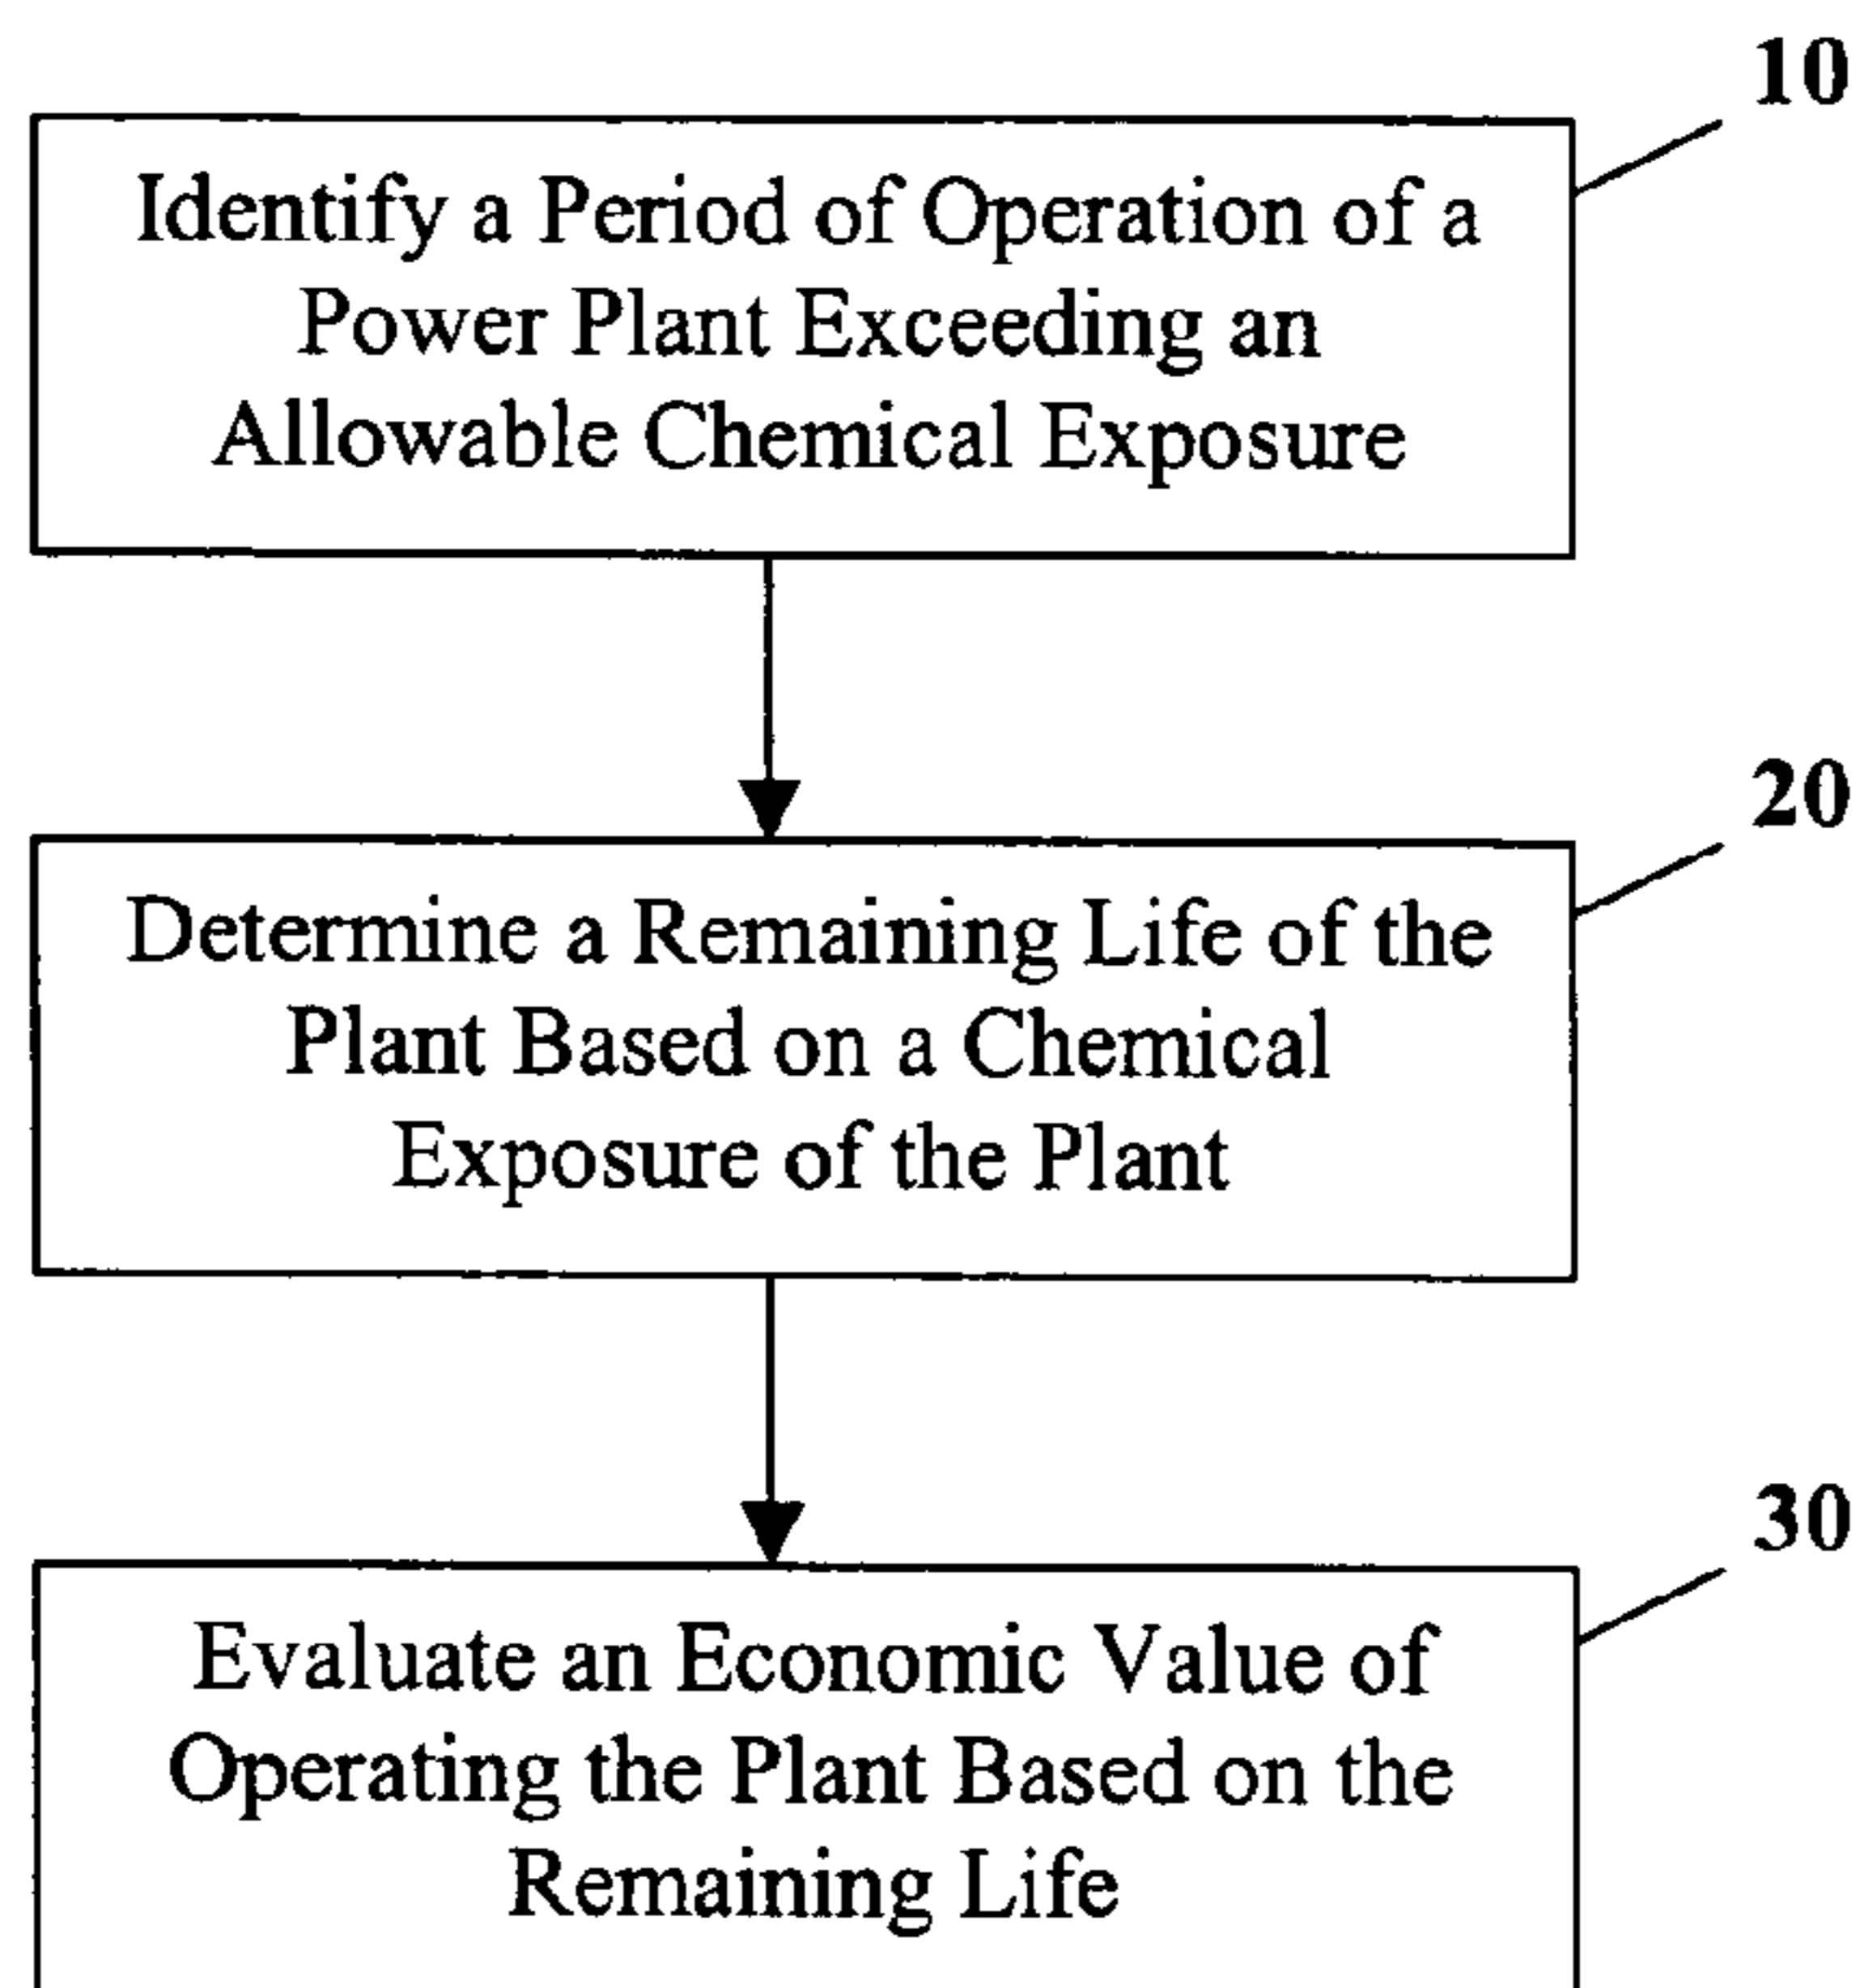 10
Identify a Period of Operation of a
Power Plant Exceeding an
Allowable Chemical Exposure
20
Determine a Remaining Life of the
Plant Based on a Chemical
Exposure of the Plant
30
Evaluate an Economic Value of
Operating the Plant Based on the
Remaining Life